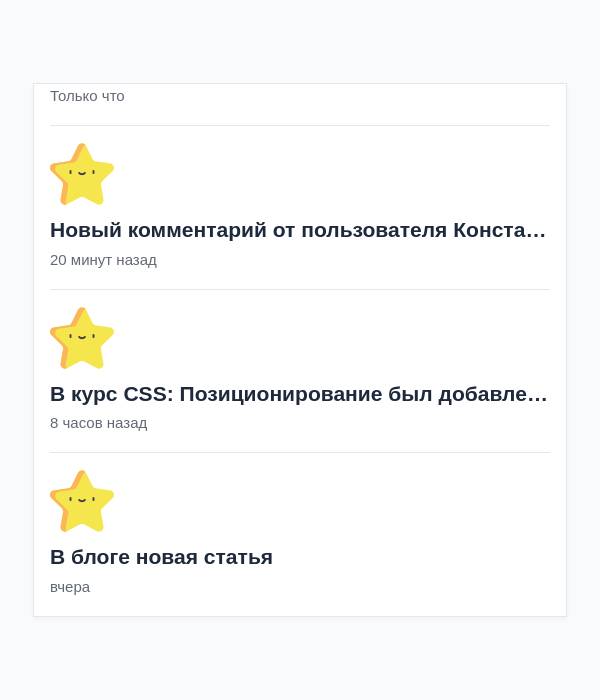 Только что
Новый комментарий от пользователя Конста…
20 минут назад
В курс CSS: Позиционирование был добавле…
8 часов назад
В блоге новая статья
вчера